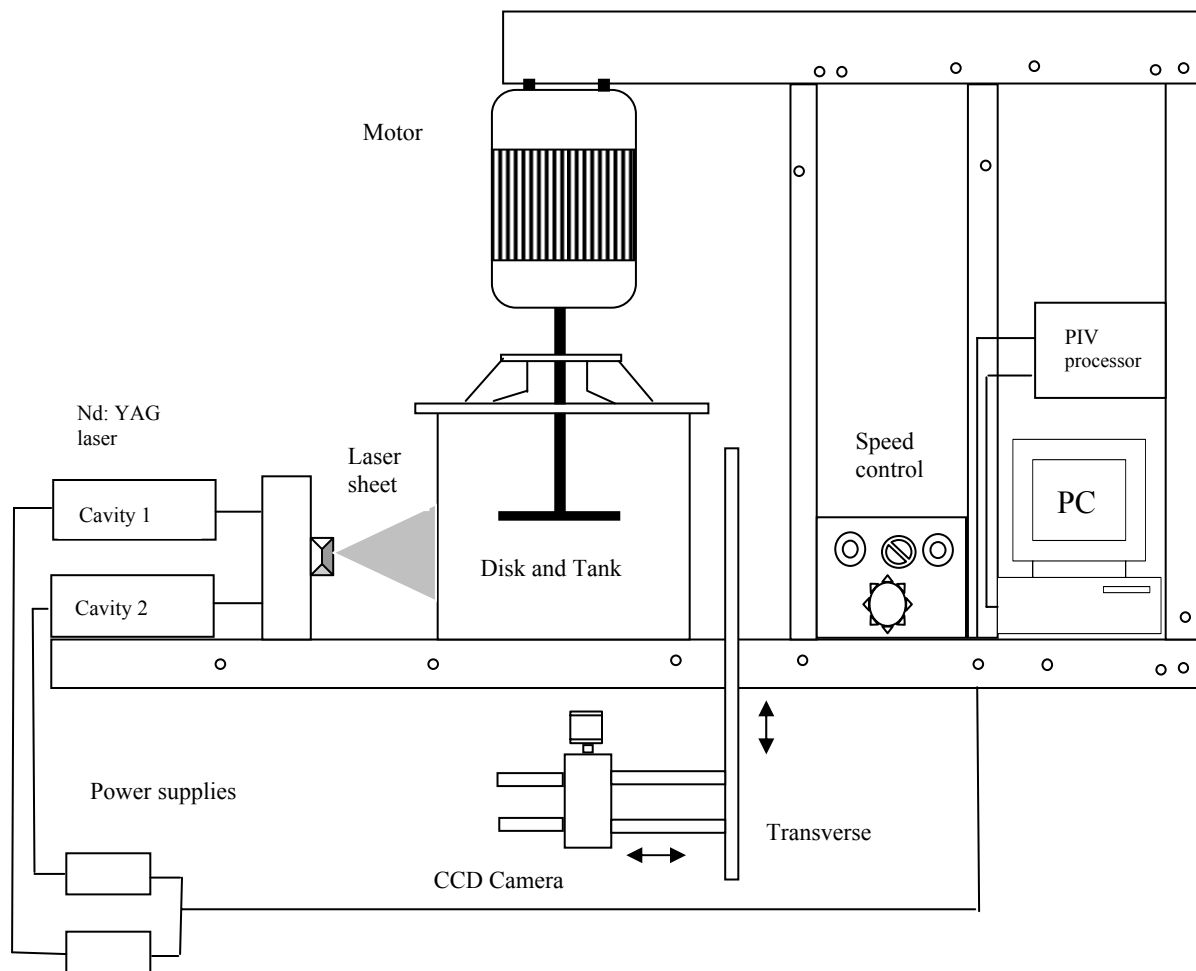 Motor
PIV
processor
Nd: YAG
laser
Laser
sheet
Speed
control
Cavity 1
PC
Disk and Tank
Cavity 2
Power supplies
Transverse
CCD Camera